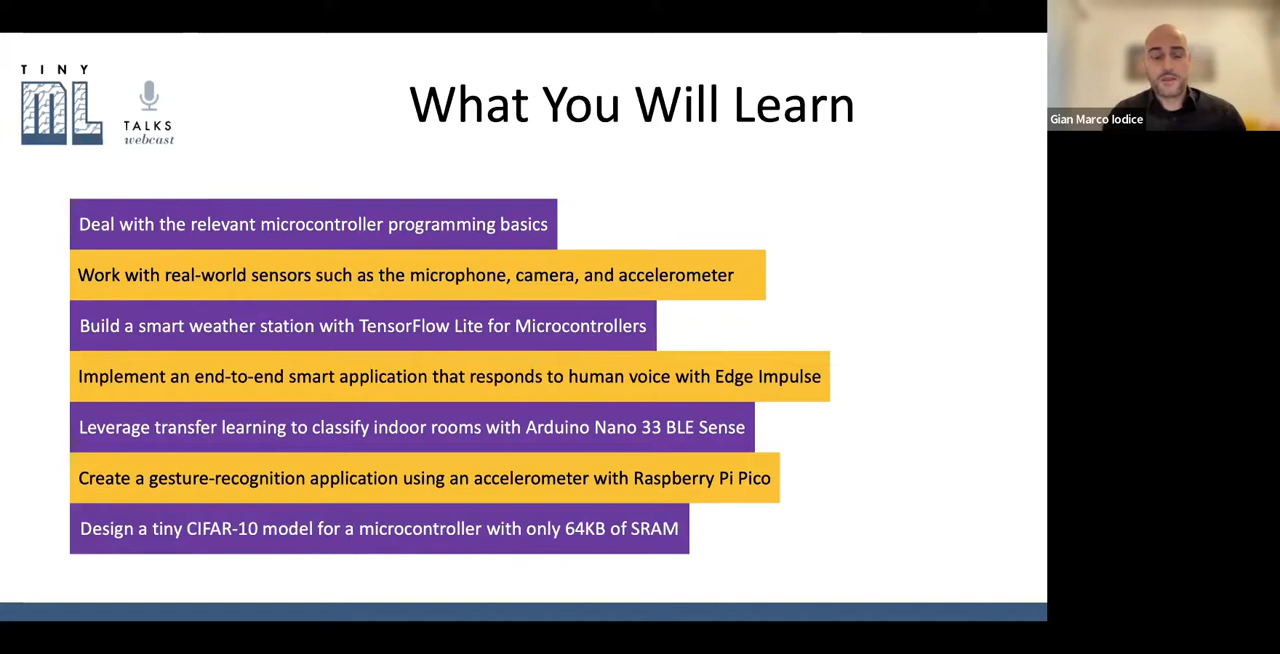 TINY
ML
TALKS
webcast
What You Will Learn
Gian Marco Iodice
Deal with the relevant microcontroller programming basics
Work with real-world sensors such as the microphone, camera, and accelerometer
Build a smart weather station with TensorFlow Lite for Microcontrollers
Implement an end-to-end smart application that responds to human voice with Edge Impulse
Leverage transfer learning to classify indoor rooms with Arduino Nano 33 BLE Sense
Create a gesture-recognition application using an accelerometer with Raspberry Pi Pico
Design a tiny CIFAR-10 model for a microcontroller with only 64KB of SRAM